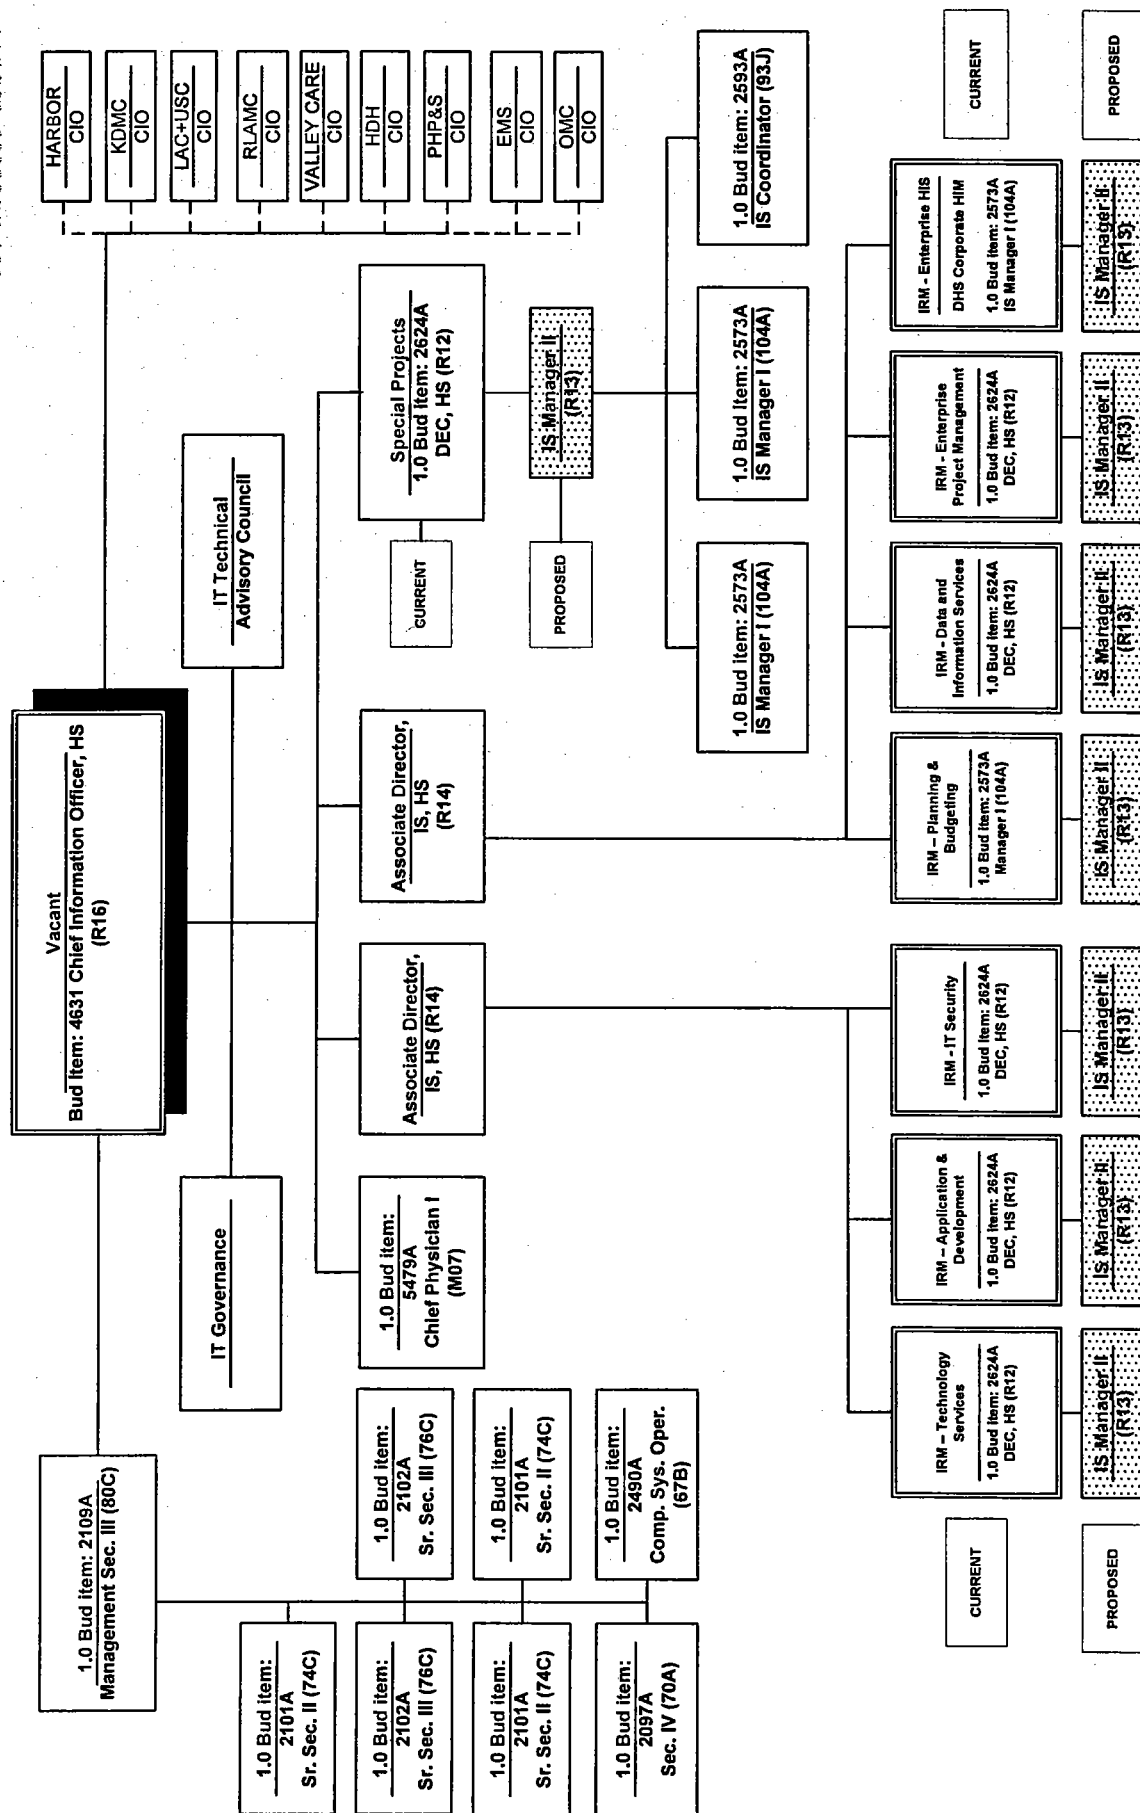 Vacant
Bud Item: 4631 Chief Information Officer, HS
(R16)
1.0 Bud item: 2109A
Management Sec. III (80C)
IT Governance
IT Technical
Advisory Council
HARBOR
CIO
KDMC
CIO
LAC+USC
CIO
RLAMC
CIO
VALLEY CARE
CIO
HDH
CIO
PHP&S
CIO
EMS
CIO
OMC
CIO
1.0 Bud item:
2101A
Sr. Sec. II (74C)
1.0 Bud item:
2102A
Sr. Sec. III (76C)
1.0 Bud item:
2102A
Sr. Sec. III (76C)
1.0 Bud item:
2101A
Sr. Sec. II (74C)
1.0 Bud item:
2101A
Sr. Sec. II (74C)
1.0 Bud item:
2097A
Sec. IV (70A)
1.0 Bud item:
2490A
Comp. Sys. Oper.
(67B)
1.0 Bud item:
5479A
Chief Physician I
(M07)
Associate Director,
IS, HS (R14)
Associate Director,
IS, HS
(R14)
Special Projects
1.0 Bud Item: 2624A
DEC, HS (R12)
CURRENT
PROPOSED
IS Manager II
(R13)
1.0 Bud Item: 2573A
IS Manager I (104A)
1.0 Bud Item: 2573A
IS Manager I (104A)
1.0 Bud item: 2593A
IS Coordinator (93J)
CURRENT
IRM – Technology
Services
1.0 Bud Item: 2624A
DEC, HS (R12)
IRM – Application &
Development
1.0 Bud Item: 2624A
DEC, HS (R12)
IRM - IT Security
1.0 Bud Item: 2624A
DEC, HS (R12)
IRM – Planning &
Budgeting
1.0 Bud Item: 2573A
Manager I (104A)
IRM - Data and
Information Services
1.0 Bud Item: 2624A
DEC, HS (R12)
IRM - Enterprise
Project Management
1.0 Bud Item: 2624A
DEC, HS (R12)
IRM - Enterprise HIS
DHS Corporate HIM
1.0 Bud Item: 2573A
IS Manager I (104A)
CURRENT
PROPOSED
IS Manager II
(R13)
IS Manager II
(R13)
IS Manager II
(R13)
IS Manager II
(R13)
IS Manager II
(R13)
IS Manager II
(R13)
IS Manager II
(R13)
PROPOSED